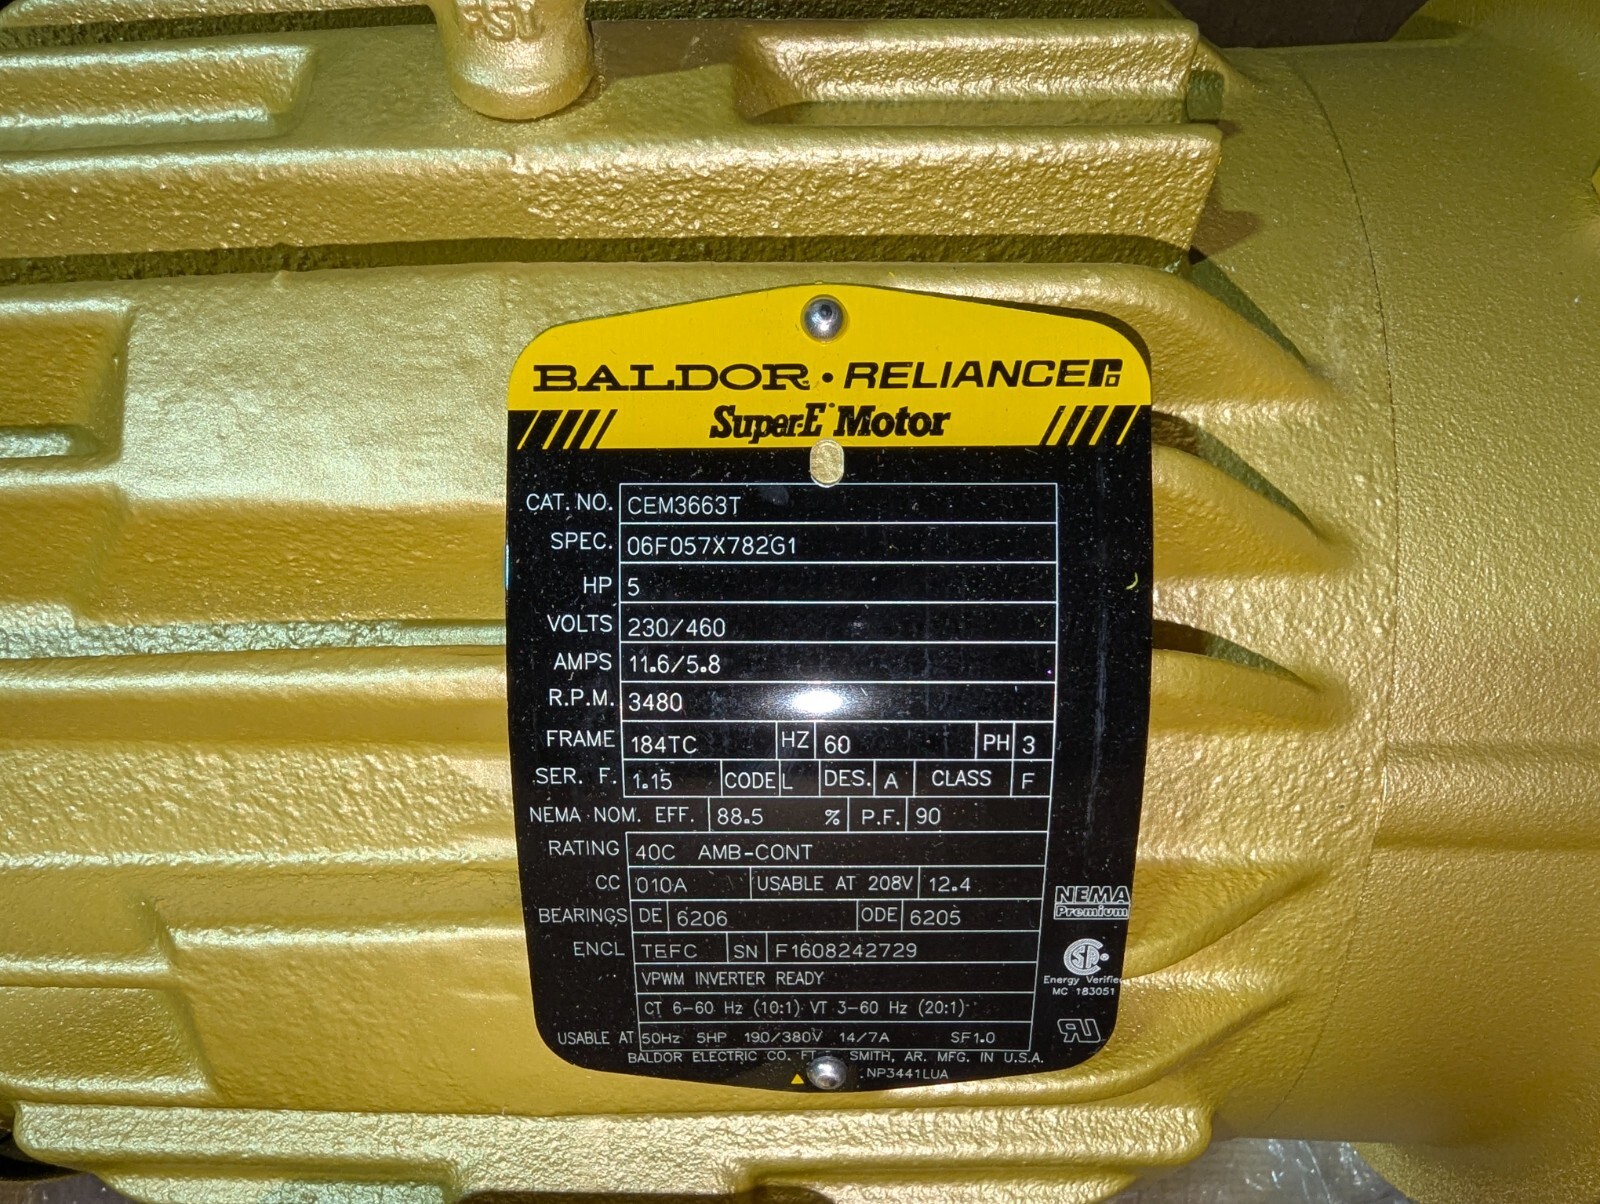 BALDOR · RELIANCE
Super-E Motor
CAT. NO. CEM3663T
SPEC. 06F057X782G1
HP 5
VOLTS 230/460
AMPS 11.6/5.8
R.P.M. 3480
FRAME 184TC HZ 60 PH 3
SER. F. 1.15 CODE L DES. A CLASS F
NEMA NOM. EFF. 88.5 % P.F. 90
RATING 40C AMB-CONT
CC 010A USABLE AT 208V 12.4
BEARINGS DE 6206 ODE 6205
ENCL TEFC SN F1608242729
VPWM INVERTER READY
CT 6-60 Hz (10:1) VT 3-60 Hz (20:1)
USABLE AT 50Hz 5HP 190/380V 14/7A SF1.0
BALDOR ELECTRIC CO. SMITH, AR. MFG. IN U.S.A.
NP3441LUA
NEMA
Premium
Energy
MC 183051